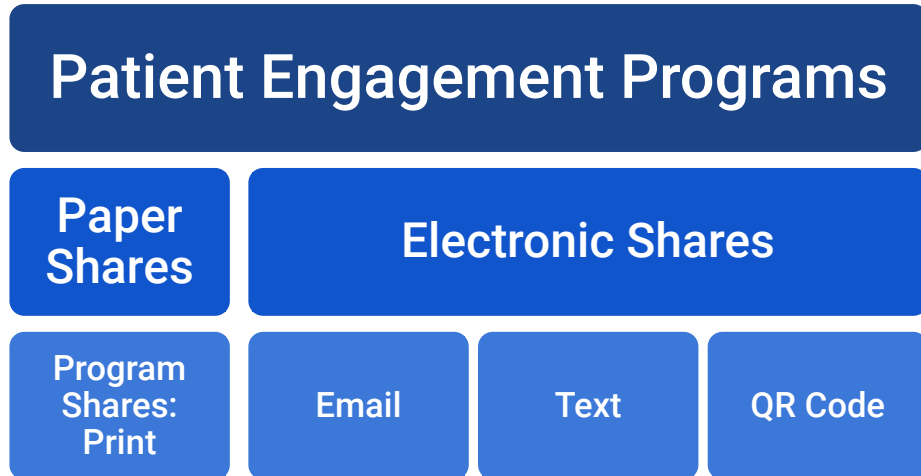 Patient Engagement Programs
Paper
Shares
Electronic Shares
Program
Shares:
Print
Email
Text
QR Code